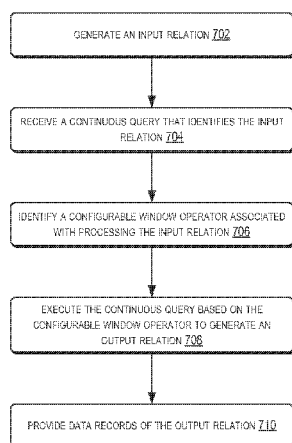 GENERATE AN INPUT RELATION 702
RECEIVE A CONTINUOUS QUERY THAT IDENTIFIES THE INPUT
RELATION 704
IDENTIFY A CONFIGURABLE WINDOW OPERATOR ASSOCIATED
WITH PROCESSING THE INPUT RELATION 706
EXECUTE THE CONTINUOUS QUERY BASED ON THE
CONFIGURABLE WINDOW OPERATOR TO GENERATE AN
OUTPUT RELATION 708
PROVIDE DATA RECORDS OF THE OUTPUT RELATION 710